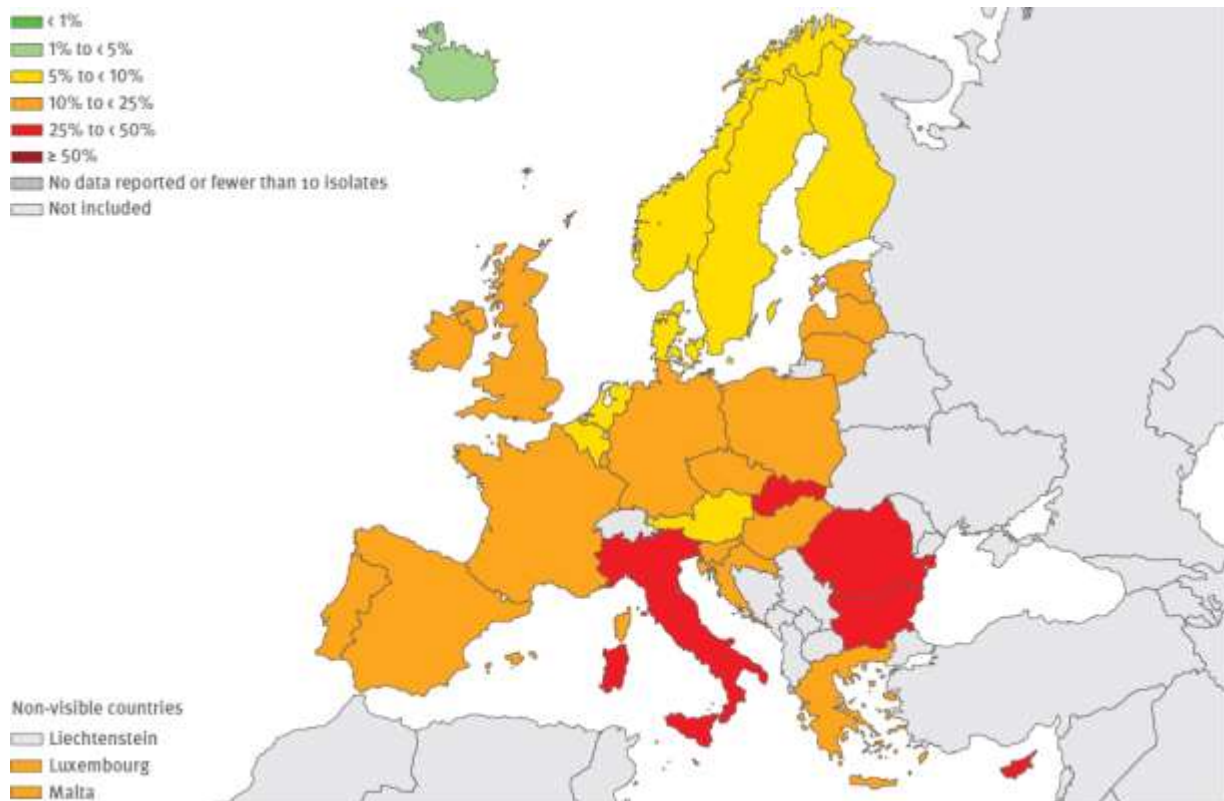 < 1%
1% to < 5%
5% to < 10%
10% to < 25%
25% to < 50%
≥ 50%
No data reported or fewer than 10 isolates
Not included
Non-visible countries
Liechtenstein
Luxembourg
Malta